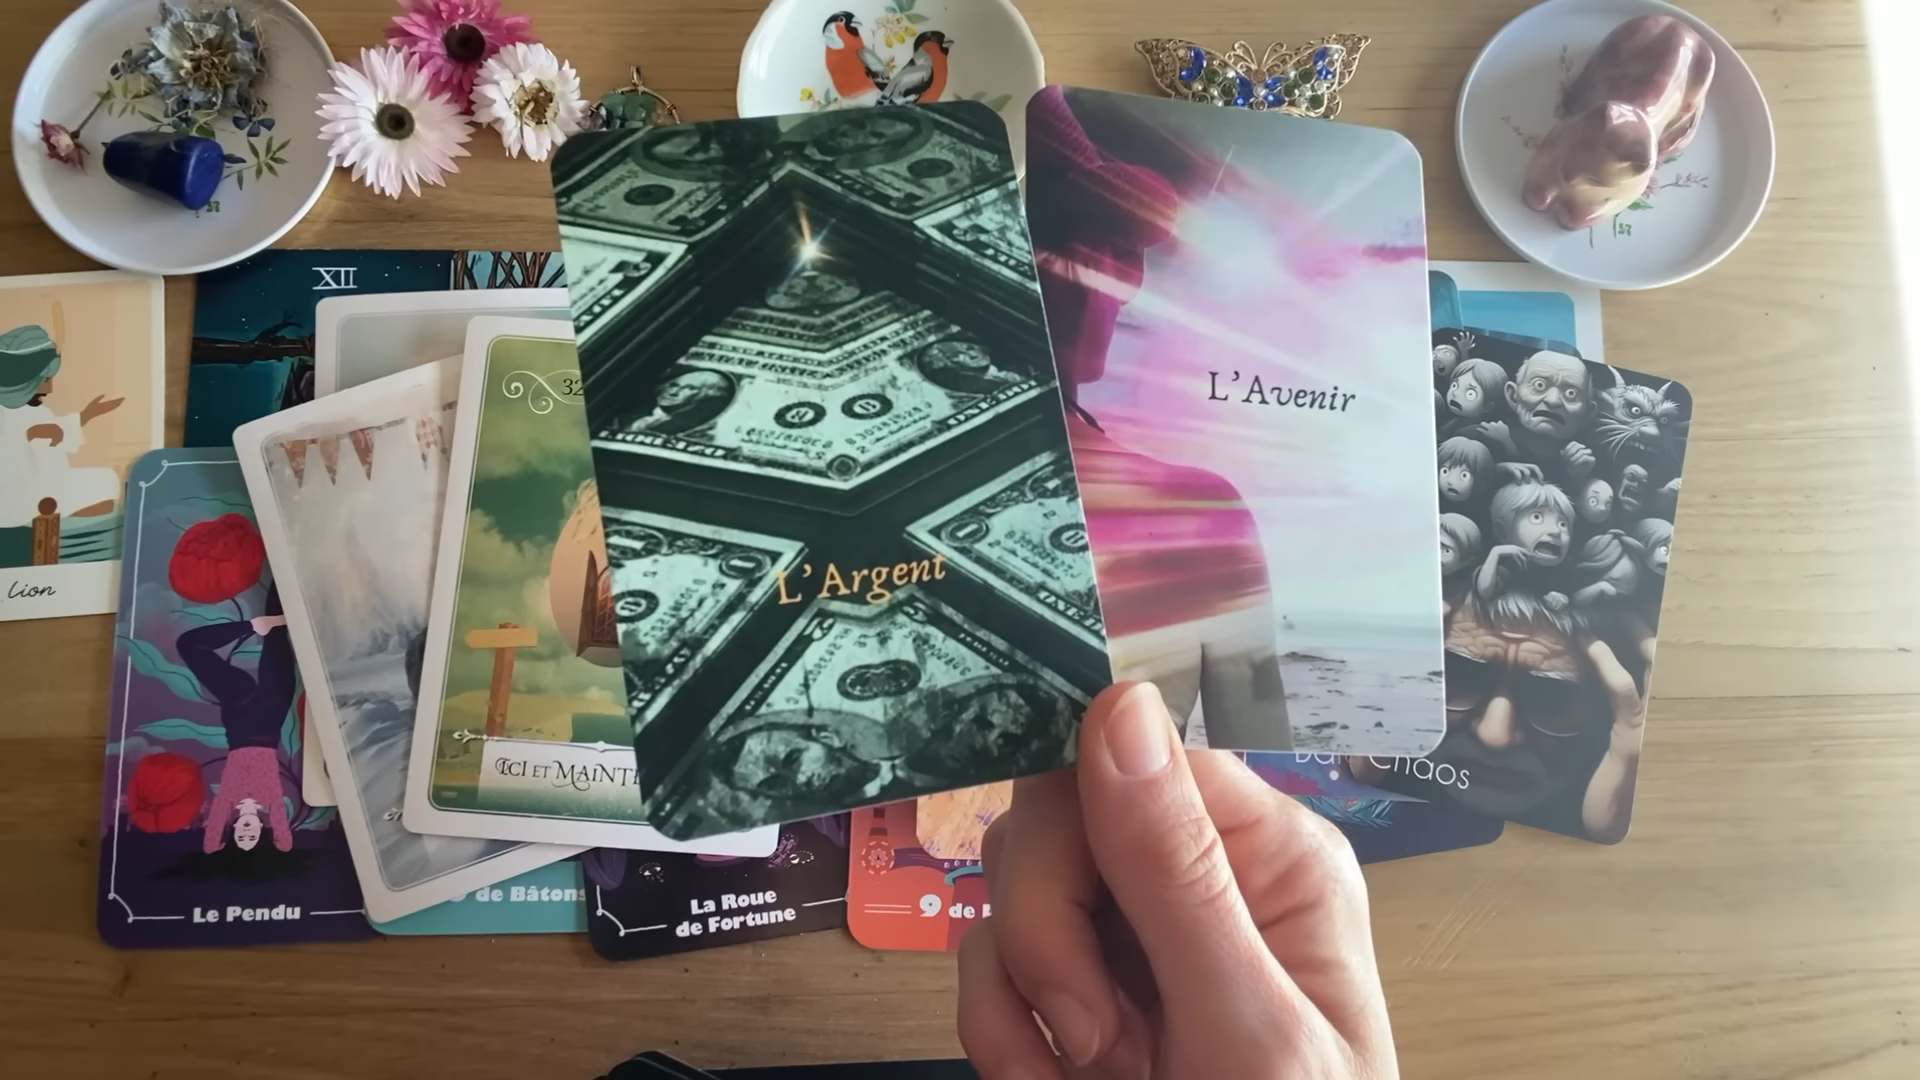 XII
32
L'Avenir
L'Argent
Lion
ICI ET MAINTE
Chaos
de Bâtons
La Roue
de Fortune
9 de
Le Pendu